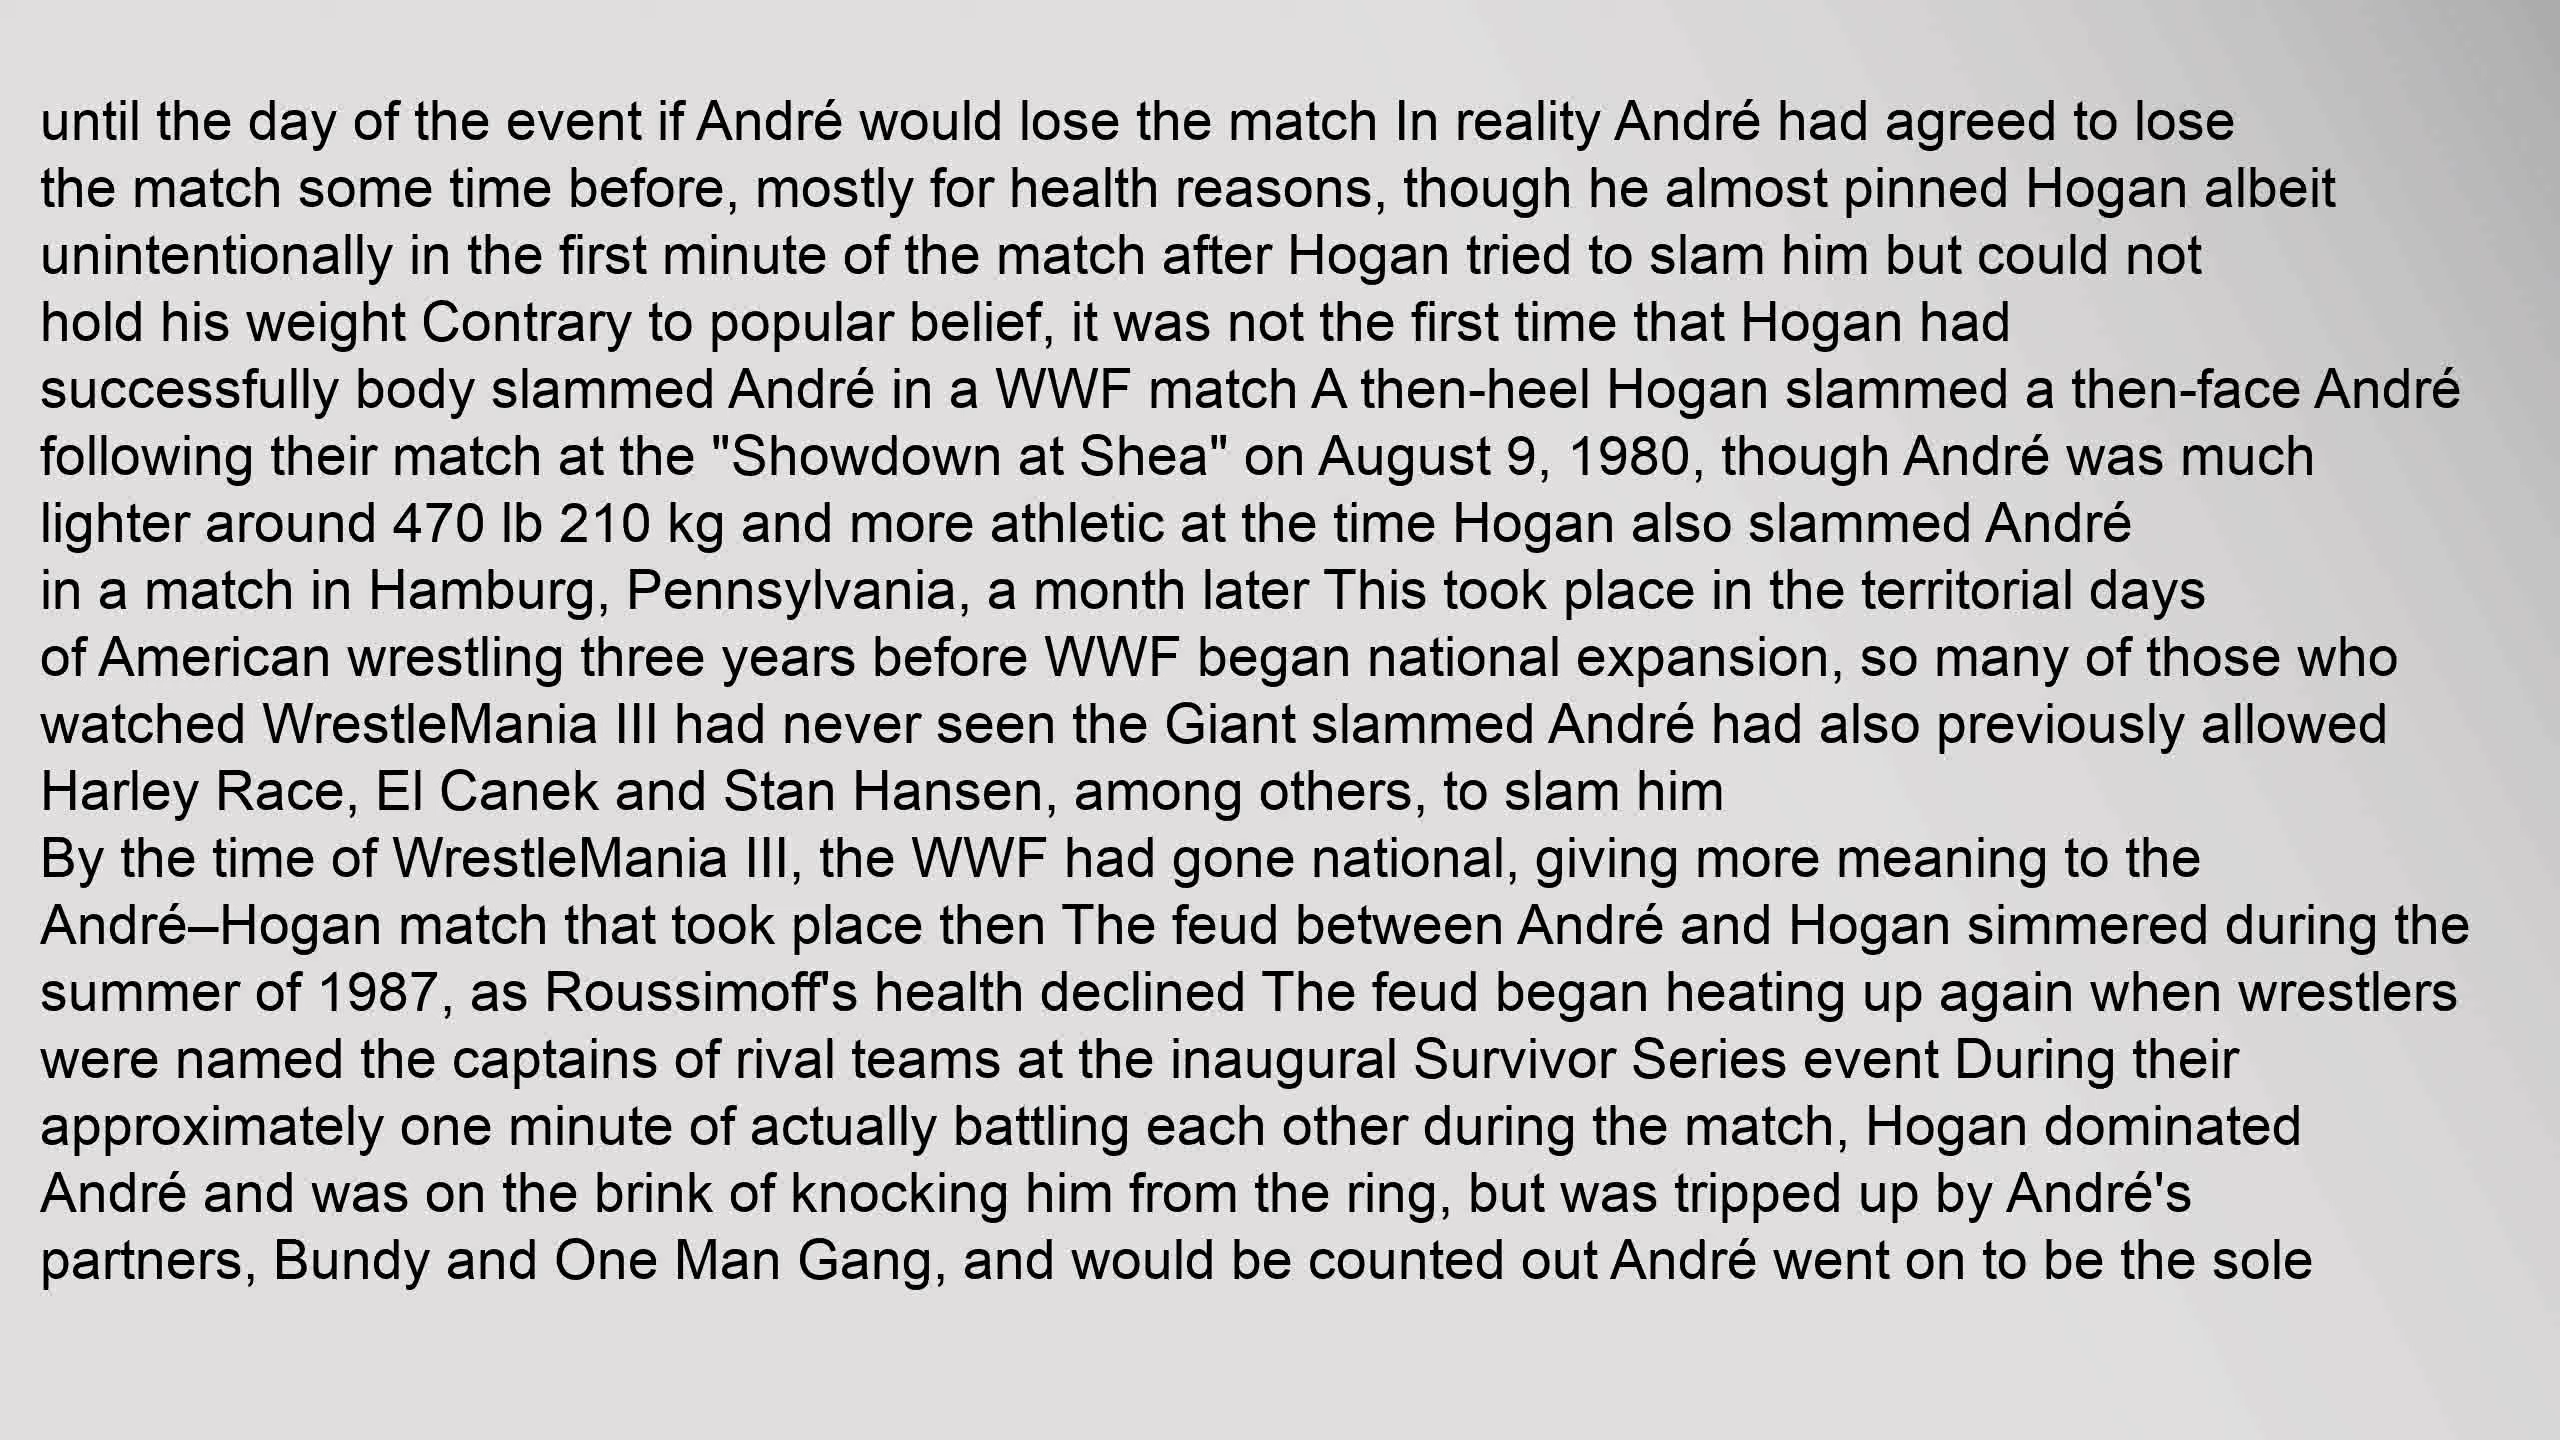 until the day of the event if André would lose the match In reality André had agreed to lose
the match some time before, mostly for health reasons, though he almost pinned Hogan albeit
unintentionally in the first minute of the match after Hogan tried to slam him but could not
hold his weight Contrary to popular belief, it was not the first time that Hogan had
successfully body slammed André in a WWF match A then-heel Hogan slammed a then-face André
following their match at the "Showdown at Shea" on August 9, 1980, though André was much
lighter around 470 lb 210 kg and more athletic at the time Hogan also slammed André
in a match in Hamburg, Pennsylvania, a month later This took place in the territorial days
of American wrestling three years before WWF began national expansion, so many of those who
watched WrestleMania III had never seen the Giant slammed André had also previously allowed
Harley Race, El Canek and Stan Hansen, among others, to slam him
By the time of WrestleMania III, the WWF had gone national, giving more meaning to the
André–Hogan match that took place then The feud between André and Hogan simmered during the
summer of 1987, as Roussimoff's health declined The feud began heating up again when wrestlers
were named the captains of rival teams at the inaugural Survivor Series event During their
approximately one minute of actually battling each other during the match, Hogan dominated
André and was on the brink of knocking him from the ring, but was tripped up by André's
partners, Bundy and One Man Gang, and would be counted out André went on to be the sole